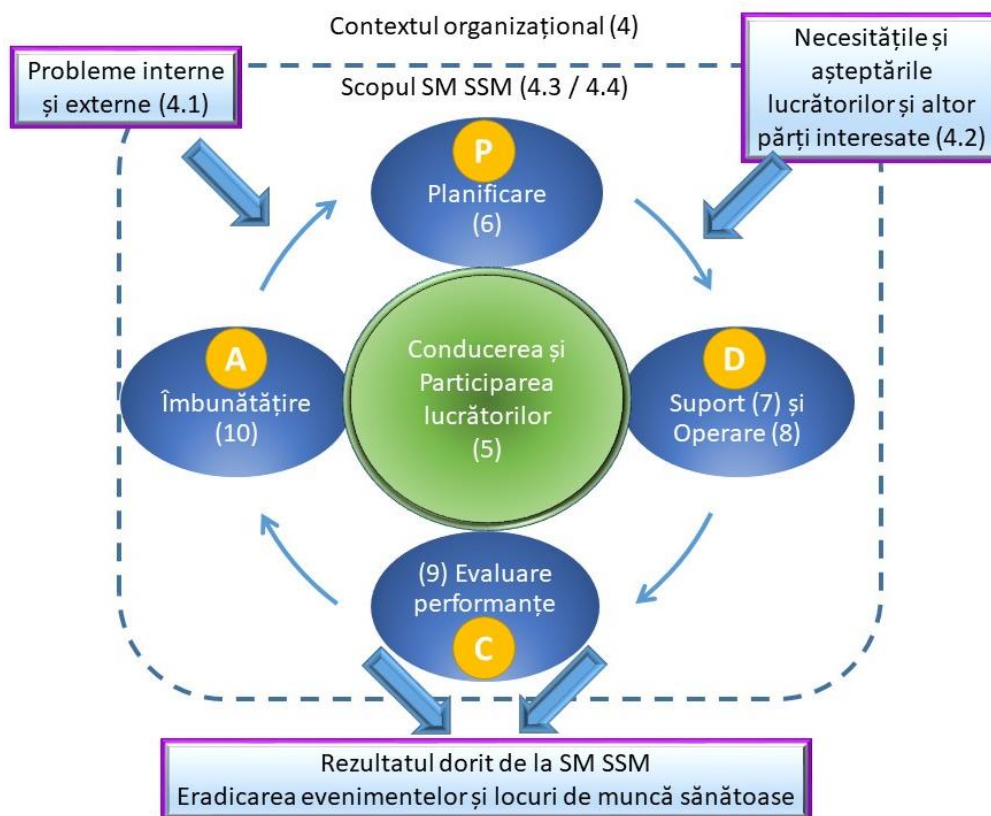 Contextul organizațional (4)
Probleme interne
și externe (4.1)
Necesitățile și
așteptările
lucrătorilor și altor
părți interesate (4.2)
Scopul SM SSM (4.3 / 4.4)
P
Planificare
(6)
A
Îmbunătățire
(10)
Conducerea și
Participarea
lucrătorilor
(5)
D
Suport (7) și
Operare (8)
(9) Evaluare
performanțe
C
Rezultatul dorit de la SM SSM
Eradicarea evenimentelor și locuri de muncă sănătoase